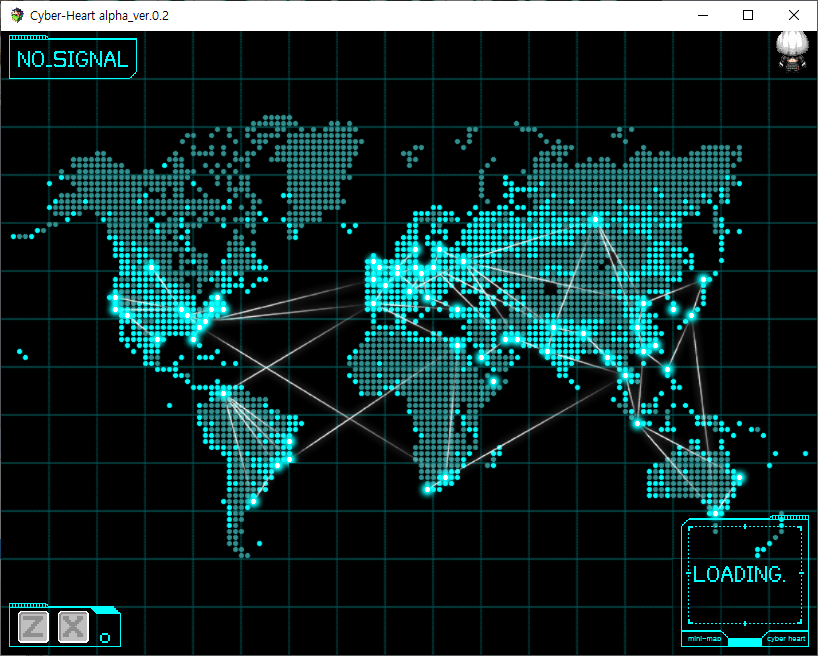 Cyber-Heart alpha_ver.0.2
NO_SIGNAL
LOADING.
mini-map
cyber heart
Z X